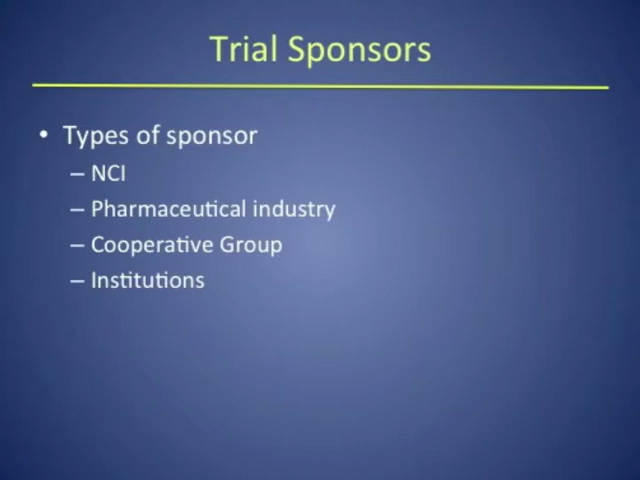 Trial Sponsors
• Types of sponsor
– NCI
– Pharmaceutical industry
– Cooperative Group
– Institutions